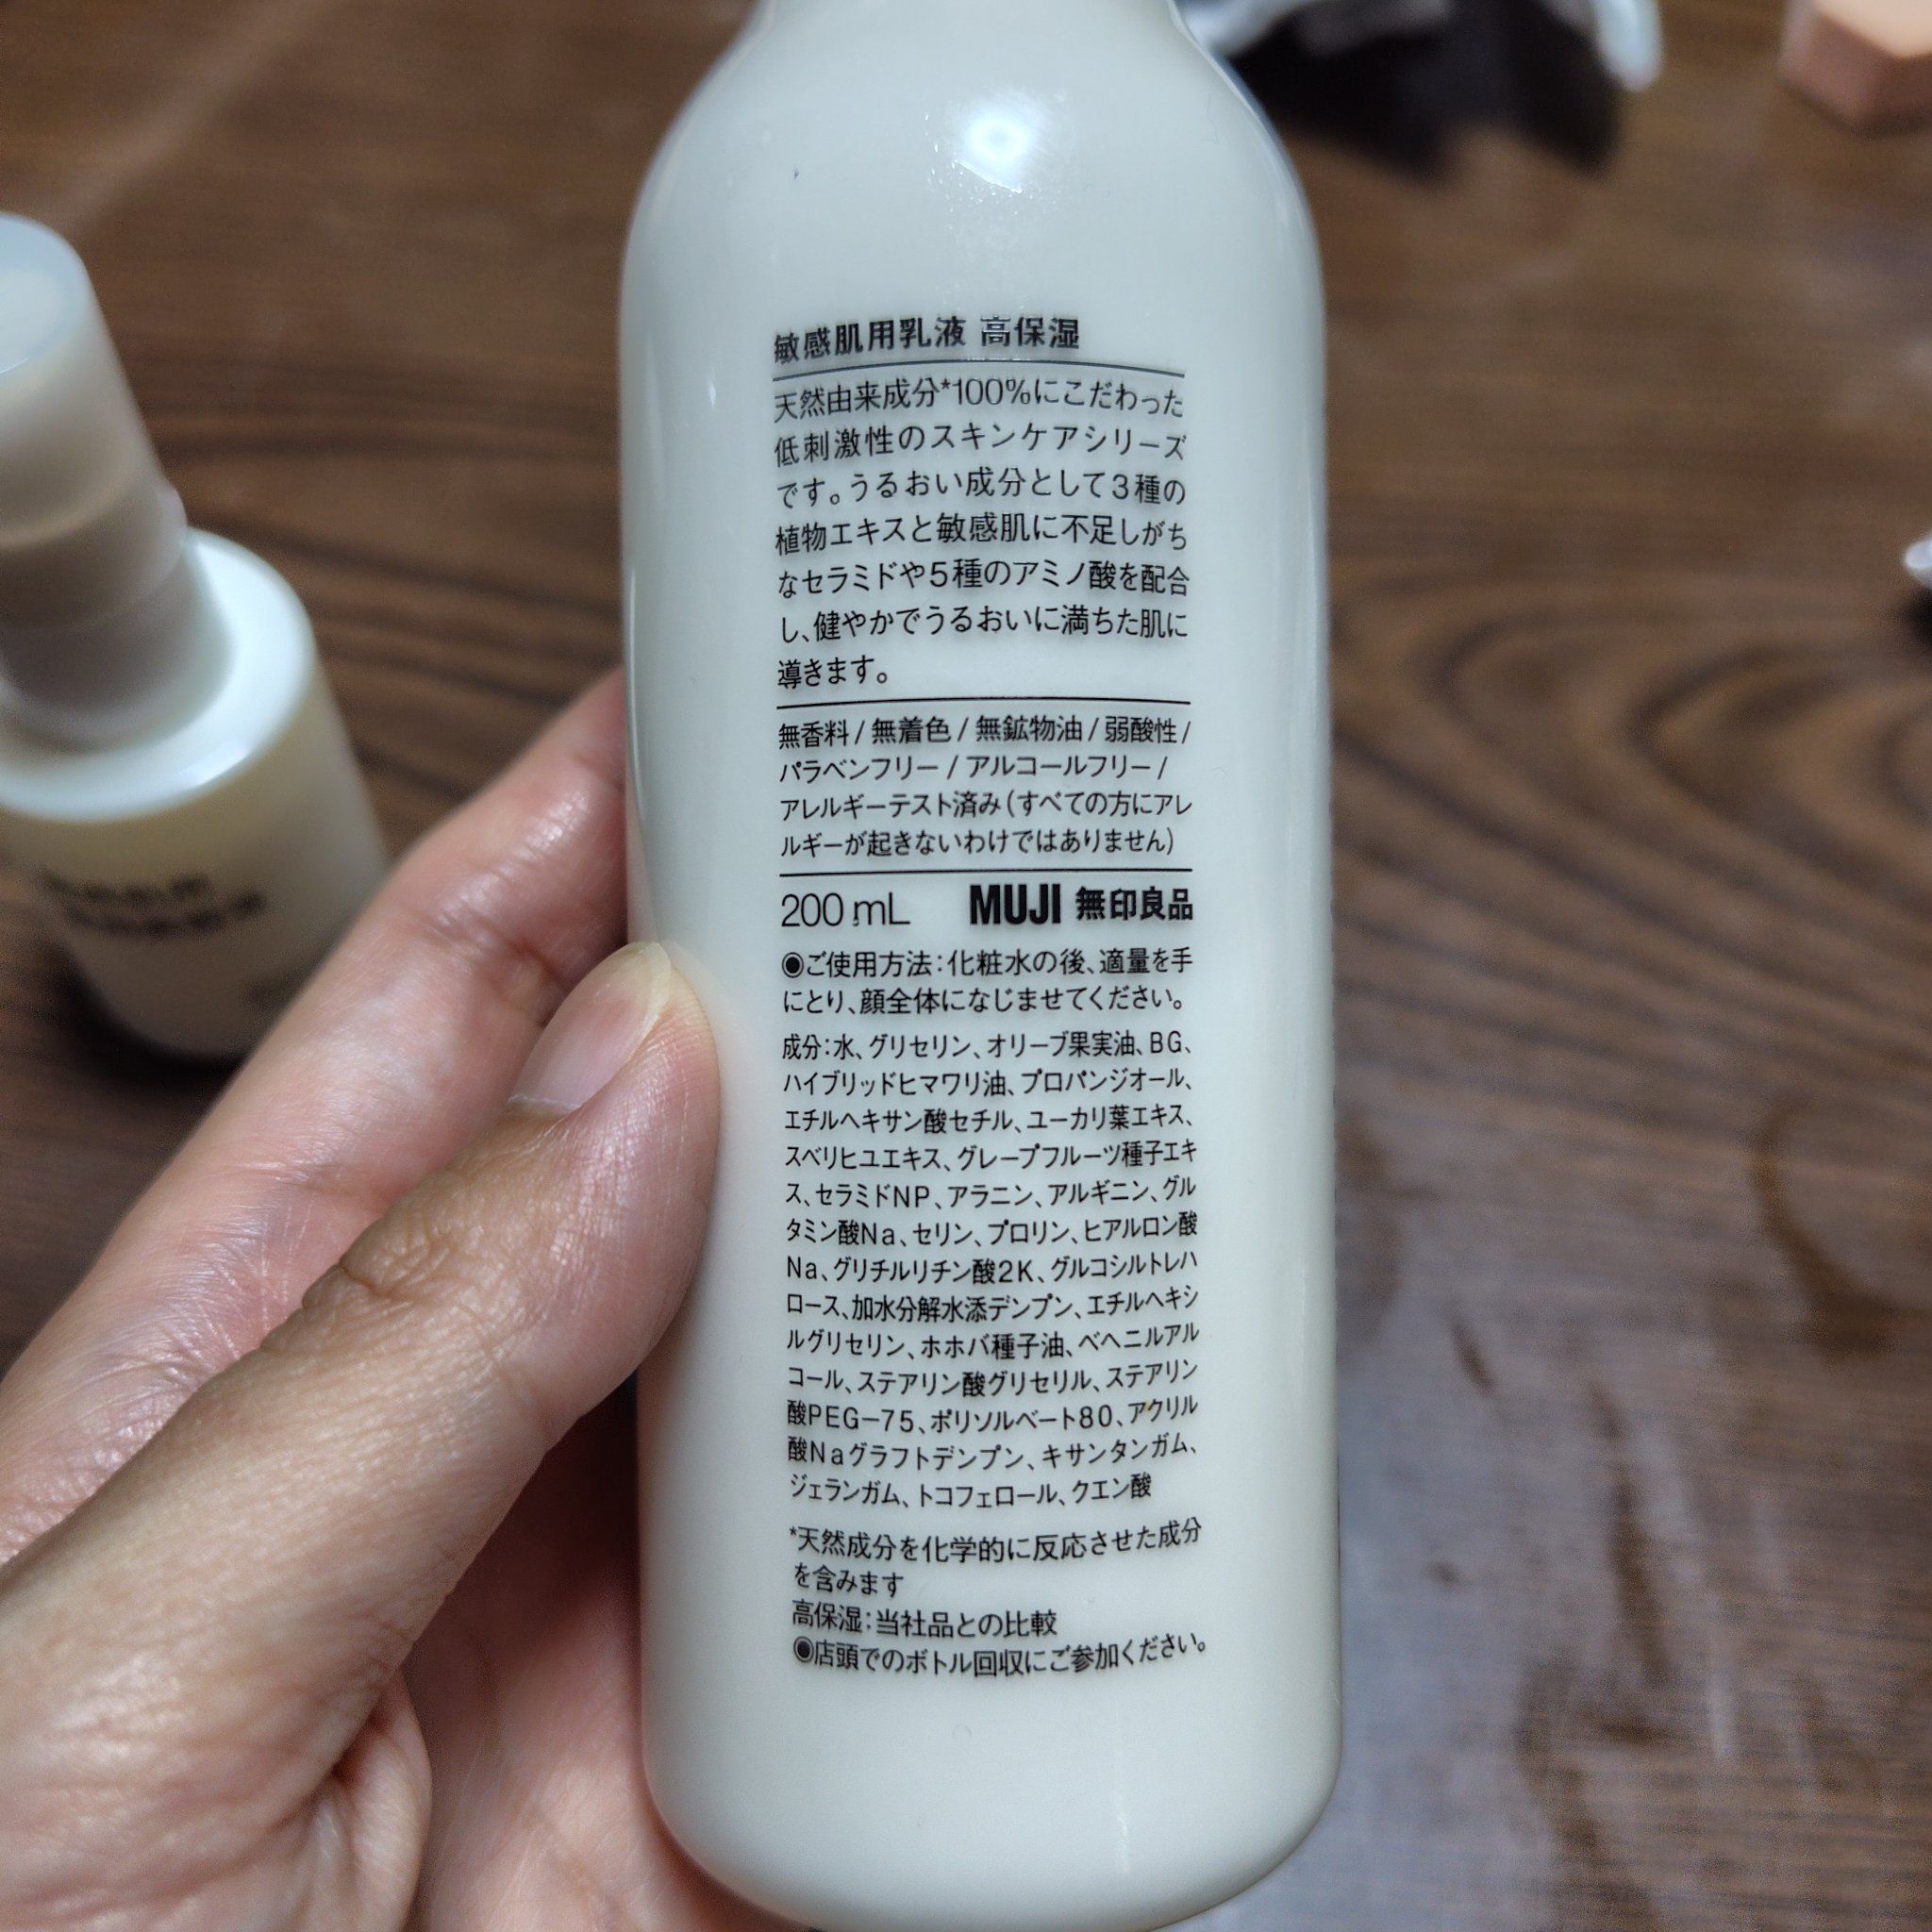 敏感肌用乳液 高保湿
天然由来成分*100%にこだわった
低刺激性のスキンケアシリーズ
です。うるおい成分として3種の
植物エキスと敏感肌に不足しがち
なセラミドや5種のアミノ酸を配合
し、健やかでうるおいに満ちた肌に
導きます。
無香料/無着色/無鉱物油/弱酸性/
パラベンフリー/アルコールフリー/
アレルギーテスト済み(すべての方にアレ
ルギーが起きないわけではありません)
200mL MUJI 無印良品
◉ご使用方法:化粧水の後、適量を手
にとり、顔全体になじませてください。
成分:水、グリセリン、オリーブ果実油、BG、
ハイブリッドヒマワリ油、プロパンジオール、
エチルヘキサン酸セチル、ユーカリ葉エキス、
スベリヒユエキス、グレープフルーツ種子エキ
ス、セラミドNP、アラニン、アルギニン、グル
タミン酸Na、セリン、プロリン、ヒアルロン酸
Na、グリチルリチン酸2K、グルコシルトレハ
ロース、加水分解水添デンプン、エチルヘキシ
ルグリセリン、ホホバ種子油、ベヘニルアル
コール、ステアリン酸グリセリル、ステアリン
酸PEG-75、ポリソルベート80、アクリル
酸Naグラフトデンプン、キサンタンガム、
ジェランガム、トコフェロール、クエン酸
*天然成分を化学的に反応させた成分
を含みます
高保湿:当社品との比較
◉店頭でのボトル回収にご参加ください。